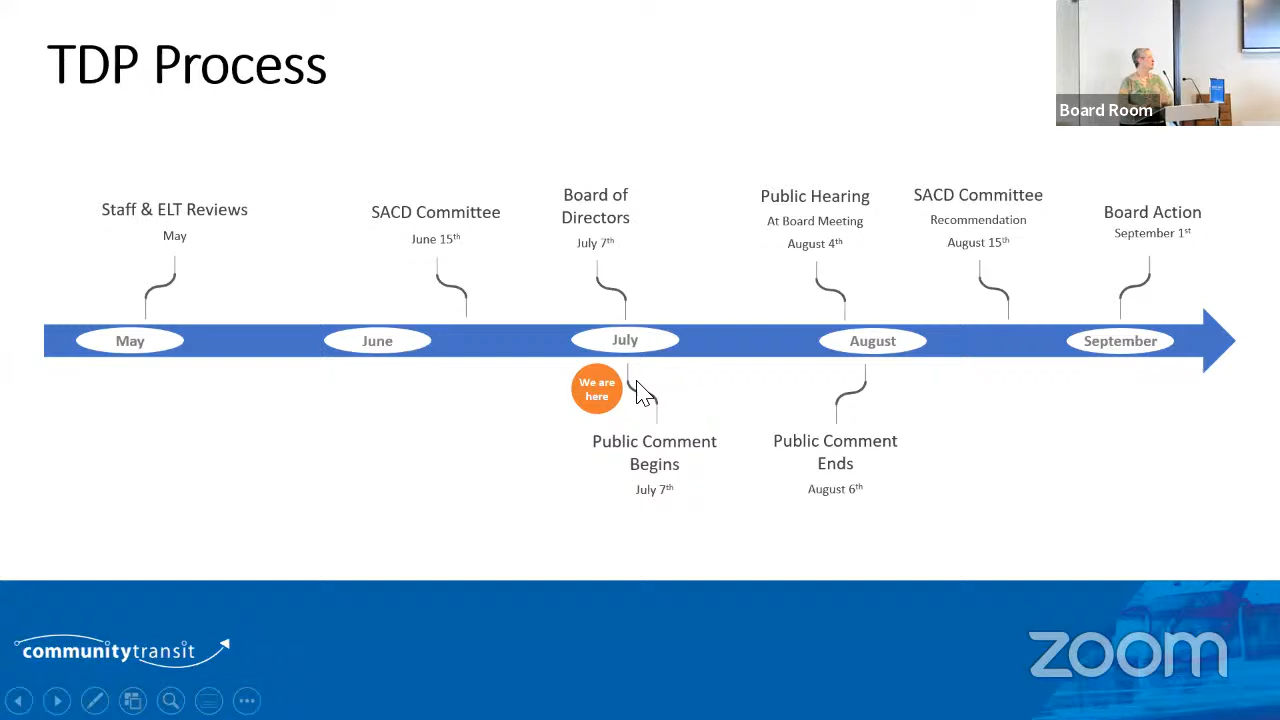 TDP Process
Board Room
Staff & ELT Reviews
May
SACD Committee
June 15th
Board of
Directors
July 7th
Public Hearing
At Board Meeting
August 4th
SACD Committee
Recommendation
August 15th
Board Action
September 1st
May
June
July
August
September
We are
here
Public Comment
Begins
July 7th
Public Comment
Ends
August 6th
communitytransit
zoom